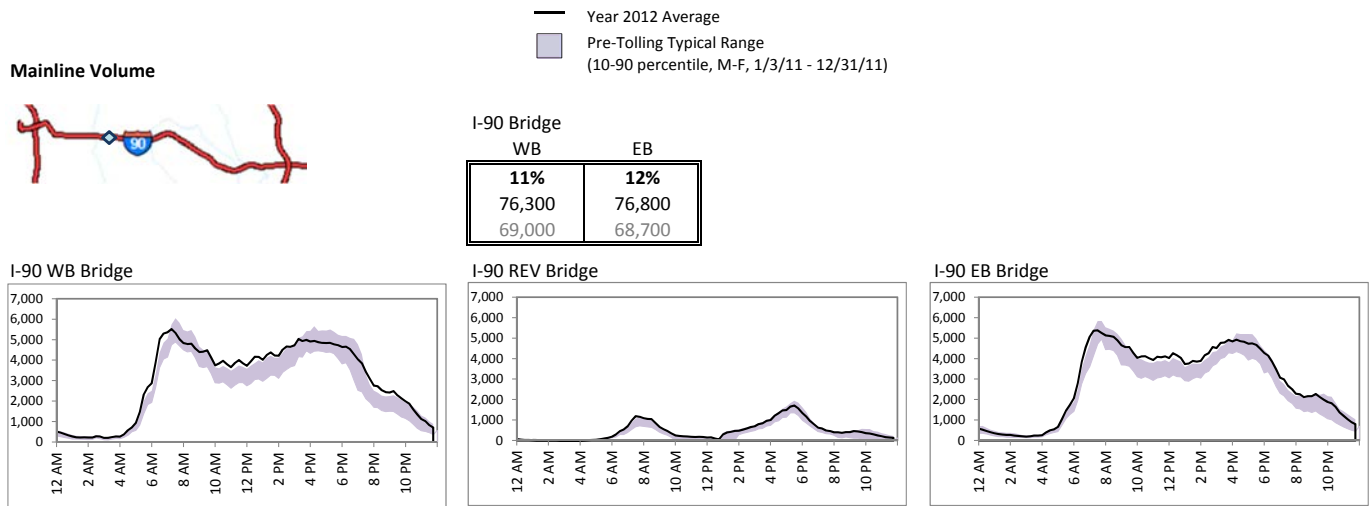 Year 2012 Average
Pre-Tolling Typical Range
(10-90 percentile, M-F, 1/3/11 - 12/31/11)
Mainline Volume
90
I-90 Bridge
WB EB
11% 12%
76,300 76,800
69,000 68,700
I-90 WB Bridge
7,000
6,000
5,000
4,000
3,000
2,000
1,000
0
12 AM 2 AM 4 AM 6 AM 8 AM 10 AM 12 PM 2 PM 4 PM 6 PM 8 PM 10 PM
I-90 REV Bridge
7,000
6,000
5,000
4,000
3,000
2,000
1,000
0
12 AM 2 AM 4 AM 6 AM 8 AM 10 AM 12 PM 2 PM 4 PM 6 PM 8 PM 10 PM
I-90 EB Bridge
7,000
6,000
5,000
4,000
3,000
2,000
1,000
0
12 AM 2 AM 4 AM 6 AM 8 AM 10 AM 12 PM 2 PM 4 PM 6 PM 8 PM 10 PM